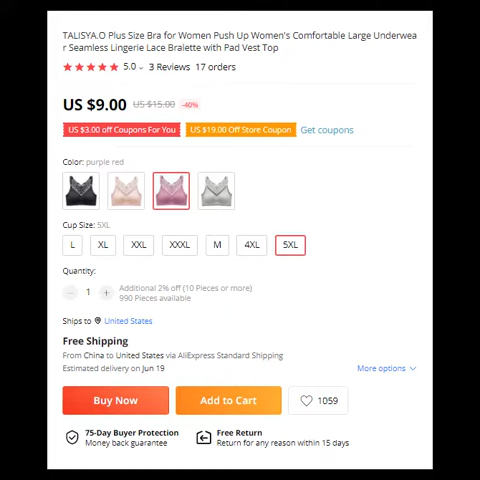 TALISYA.O Plus Size Bra for Women Push Up Women's Comfortable Large Underwea
r Seamless Lingerie Lace Bralette with Pad Vest Top
5.0 3 Reviews 17 orders
US $9.00 US $15.00 -40%
US $3.00 off Coupons For You US $19.00 Off Store Coupon Get coupons
Color: purple red
Cup Size: 5XL
L XL XXL XXXL M 4XL 5XL
Quantity:
1 Additional 2% off (10 Pieces or more)
990 Pieces available
Ships to United States
Free Shipping
From China to United States via AliExpress Standard Shipping
Estimated delivery on Jun 19 More options
Buy Now Add to Cart 1059
75-Day Buyer Protection Free Return
Money back guarantee Return for any reason within 15 days